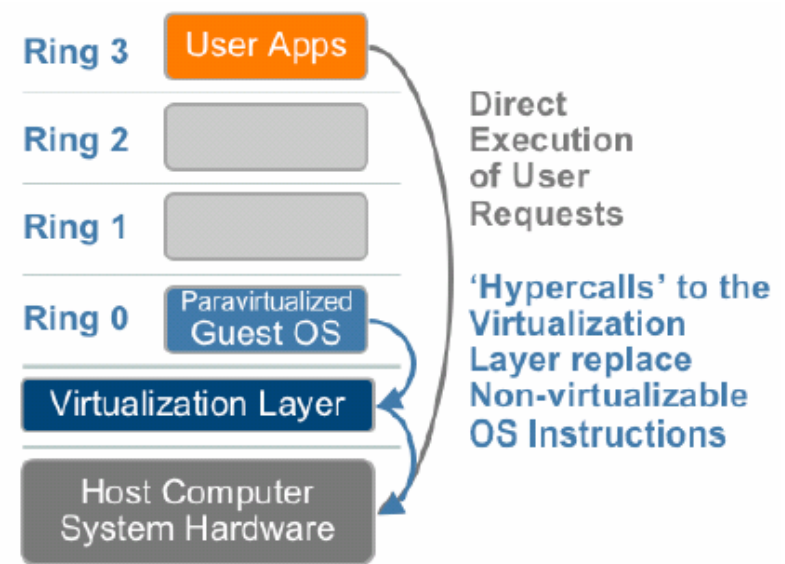 Ring 3
User Apps
Ring 2
Ring 1
Ring 0
Paravirtualized
Guest OS
Virtualization Layer
Host Computer
System Hardware
Direct
Execution
of User
Requests
‘Hypercalls’ to the
Virtualization
Layer replace
Non-virtualizable
OS Instructions